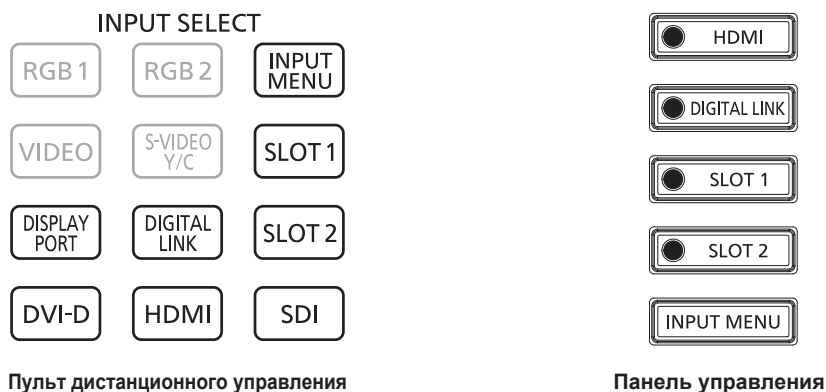 INPUT SELECT
RGB 1
RGB 2
INPUT
MENU
VIDEO
S-VIDEO
Y/C
SLOT 1
DISPLAY
PORT
DIGITAL
LINK
SLOT 2
DVI-D
HDMI
SDI
Пульт дистанционного управления
HDMI
DIGITAL LINK
SLOT 1
SLOT 2
INPUT MENU
Панель управления